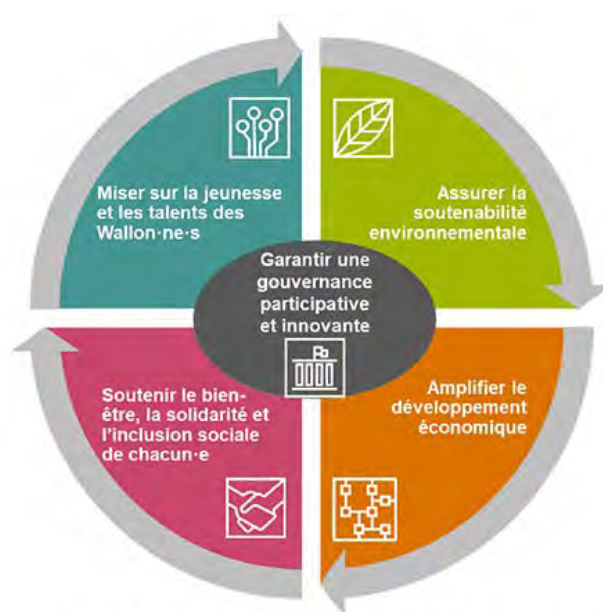 Miser sur la jeunesse
et les talents des
Wallon·ne·s
Assurer la
soutenabilité
environnementale
Garantir une
gouvernance
participative
et innovante
Soutenir le bien-
être, la solidarité et
l'inclusion sociale
de chacun·e
Amplifier le
développement
économique